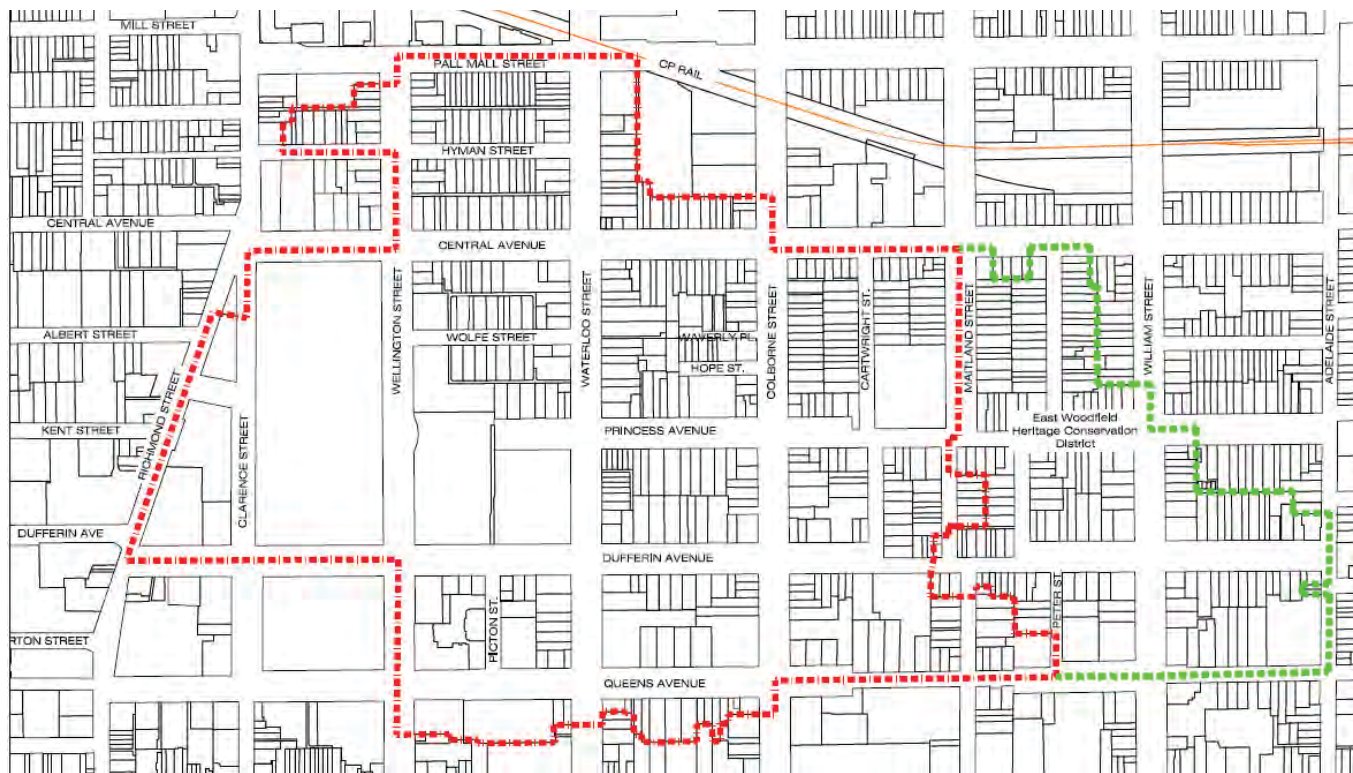 MILL STREET
PALL MALL STREET
CP RAIL
HYMAN STREET
CENTRAL AVENUE
CENTRAL AVENUE
ALBERT STREET
WOLFE STREET
WAVERLY PL.
HOPE ST.
WELLINGTON STREET
WATERLOO STREET
COLBORNE STREET
CARTWRIGHT ST.
MAITLAND STREET
WILLIAM STREET
ADELAIDE STREET
RICHMOND STREET
CLARENCE STREET
KENT STREET
PRINCESS AVENUE
East Woodfield
Heritage Conservation
District
DUFFERIN AVE
DUFFERIN AVENUE
PICTON ST.
PETER ST.
RTON STREET
QUEENS AVENUE